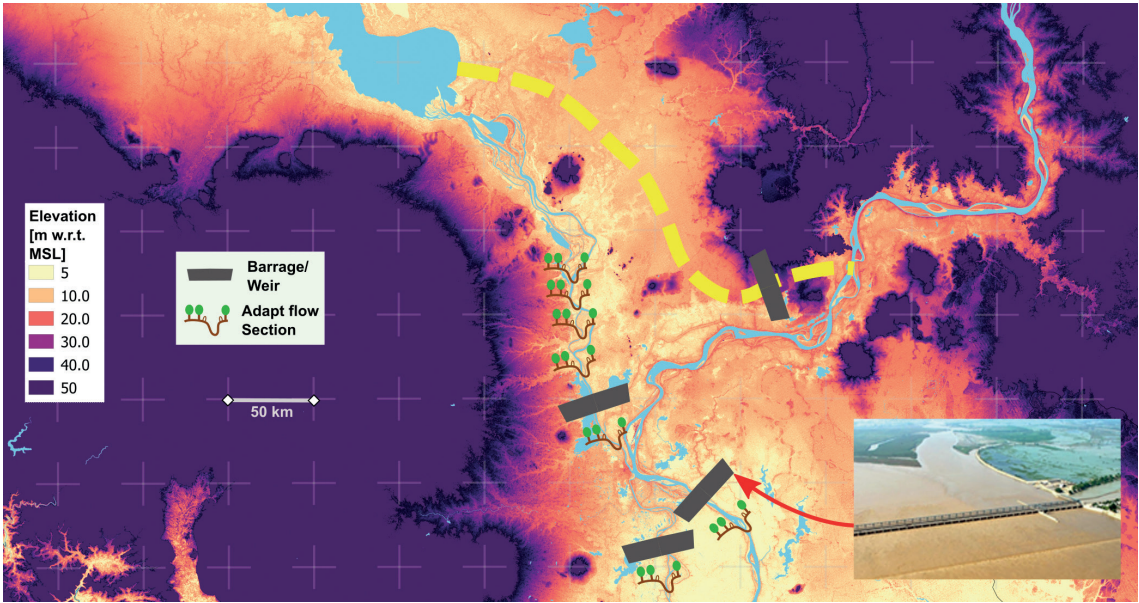 Elevation
[m w.r.t.
MSL]
5
10.0
20.0
30.0
40.0
50
Barrage/
Weir
Adapt flow
Section
50 km